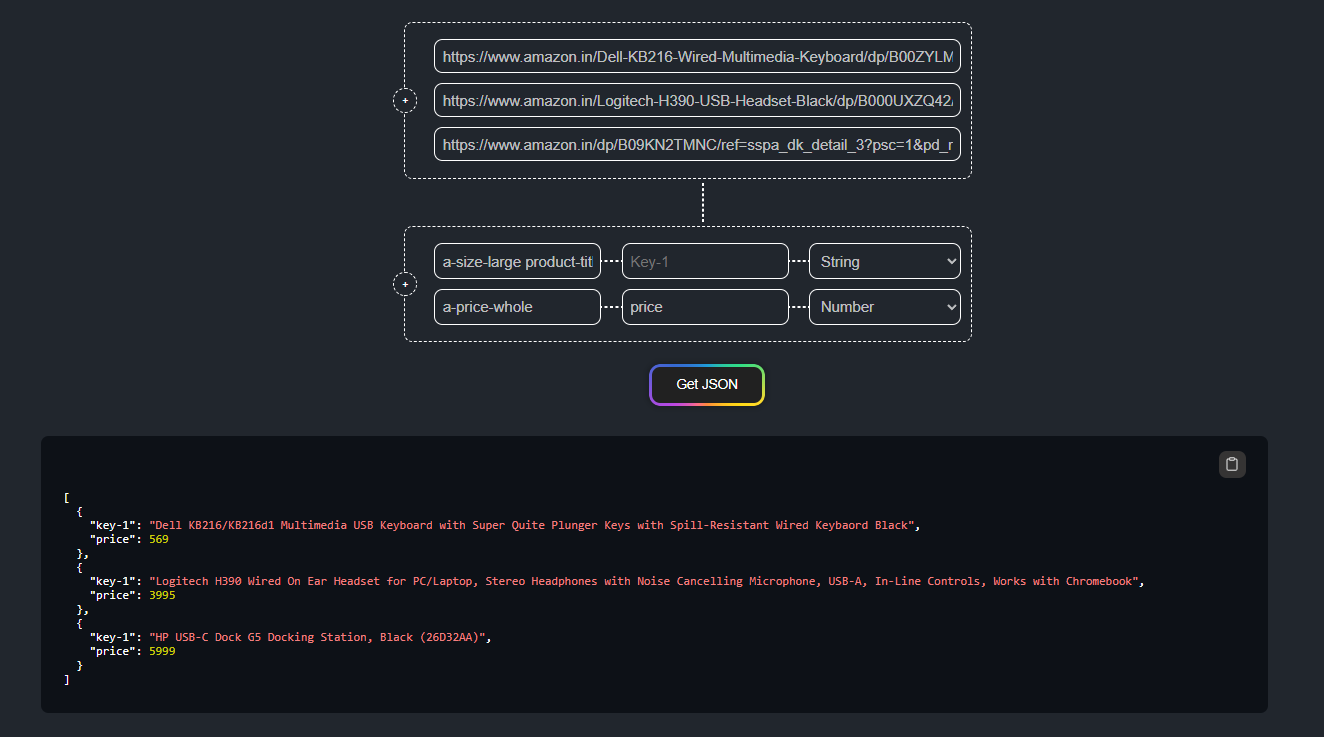 https://www.amazon.in/Dell-KB216-Wired-Multimedia-Keyboard/dp/B00ZYLM
+
https://www.amazon.in/Logitech-H390-USB-Headset-Black/dp/B000UXZQ42/
https://www.amazon.in/dp/B09KN2TMNC/ref=sspa_dk_detail_3?psc=1&pd_r
a-size-large product-titl Key-1 String
+
a-price-whole price Number
Get JSON
[
{
"key-1": "Dell KB216/KB216d1 Multimedia USB Keyboard with Super Quite Plunger Keys with Spill-Resistant Wired Keybaord Black",
"price": 569
},
{
"key-1": "Logitech H390 Wired On Ear Headset for PC/Laptop, Stereo Headphones with Noise Cancelling Microphone, USB-A, In-Line Controls, Works with Chromebook",
"price": 3995
},
{
"key-1": "HP USB-C Dock G5 Docking Station, Black (26D32AA)",
"price": 5999
}
]